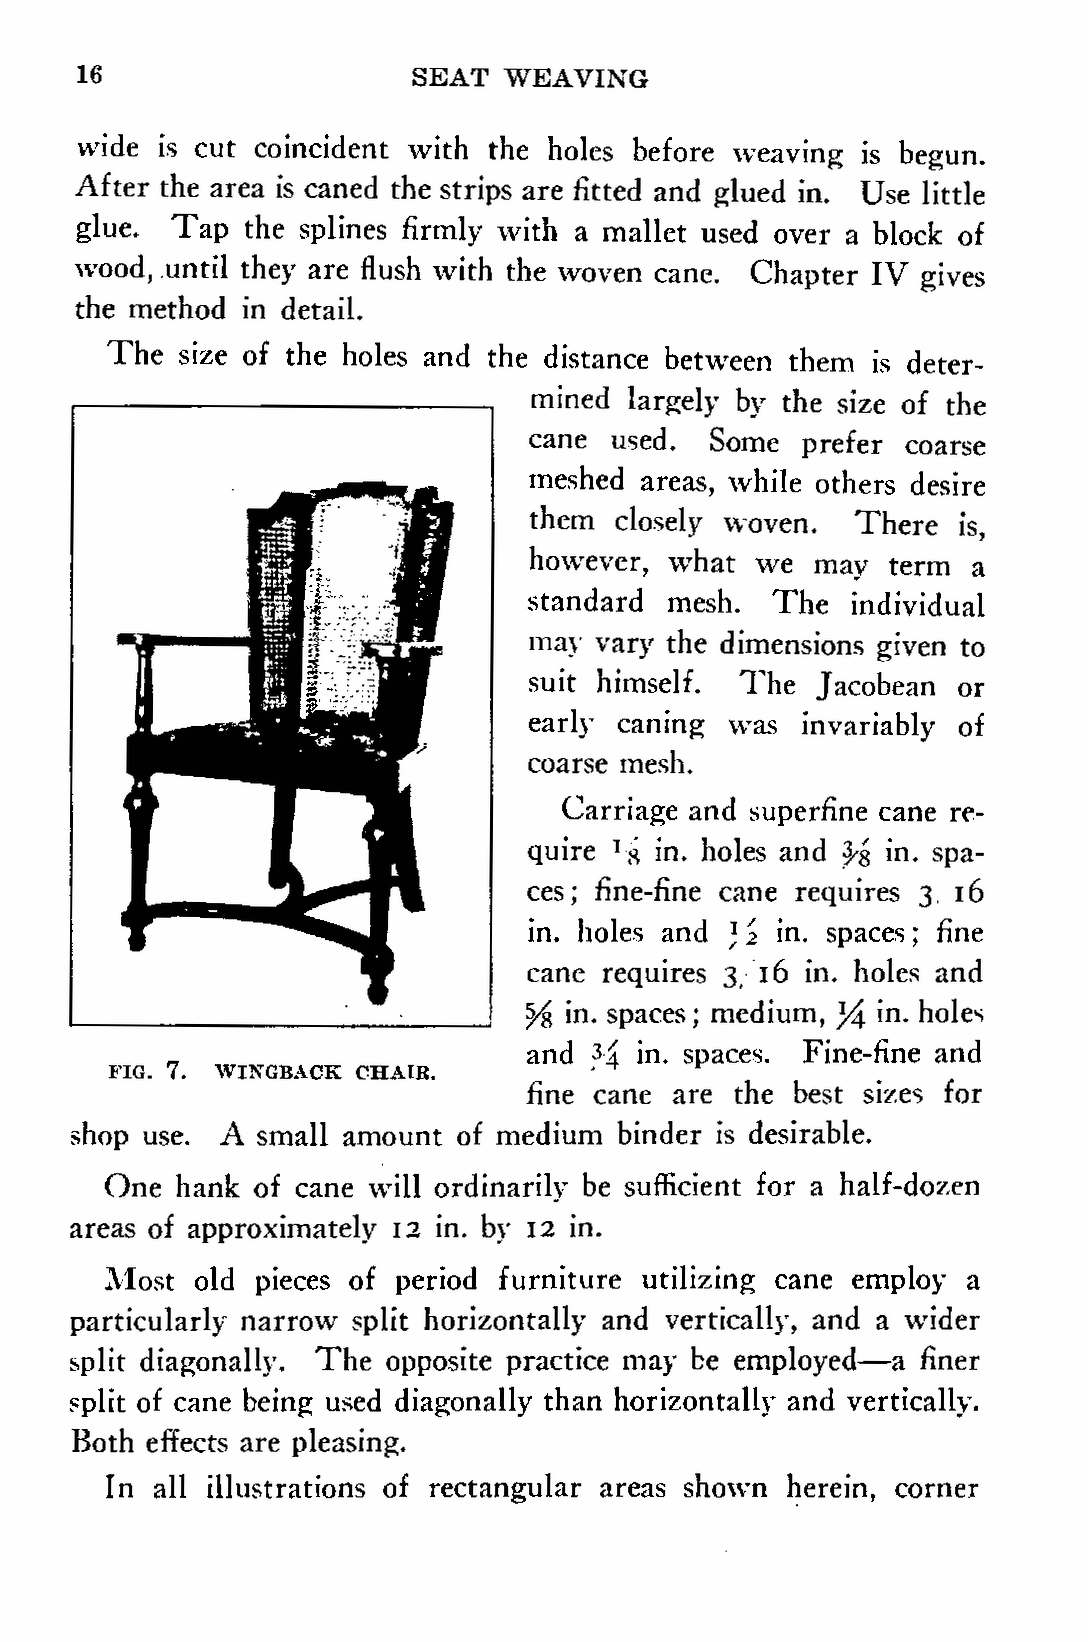 16 SEAT WEAVING
wide is cut coincident with the holes before weaving is begun.
After the area is caned the strips are fitted and glued in. Use little
glue. Tap the splines firmly with a mallet used over a block of
wood, until they are flush with the woven cane. Chapter IV gives
the method in detail.
The size of the holes and the distance between them is deter-
mined largely by the size of the
cane used. Some prefer coarse
meshed areas, while others desire
them closely woven. There is,
however, what we may term a
standard mesh. The individual
may vary the dimensions given to
suit himself. The Jacobean or
early caning was invariably of
coarse mesh.
Carriage and superfine cane re-
quire 1/8 in. holes and 3/8 in. spa-
ces; fine-fine cane requires 3/16
in. holes and 1/2 in. spaces; fine
cane requires 3/16 in. holes and
5/8 in. spaces; medium, 1/4 in. holes
and 3/4 in. spaces. Fine-fine and
fine cane are the best sizes for
FIG. 7. WINGBACK CHAIR.
shop use. A small amount of medium binder is desirable.
One hank of cane will ordinarily be sufficient for a half-dozen
areas of approximately 12 in. by 12 in.
Most old pieces of period furniture utilizing cane employ a
particularly narrow split horizontally and vertically, and a wider
split diagonally. The opposite practice may be employed—a finer
split of cane being used diagonally than horizontally and vertically.
Both effects are pleasing.
In all illustrations of rectangular areas shown herein, corner